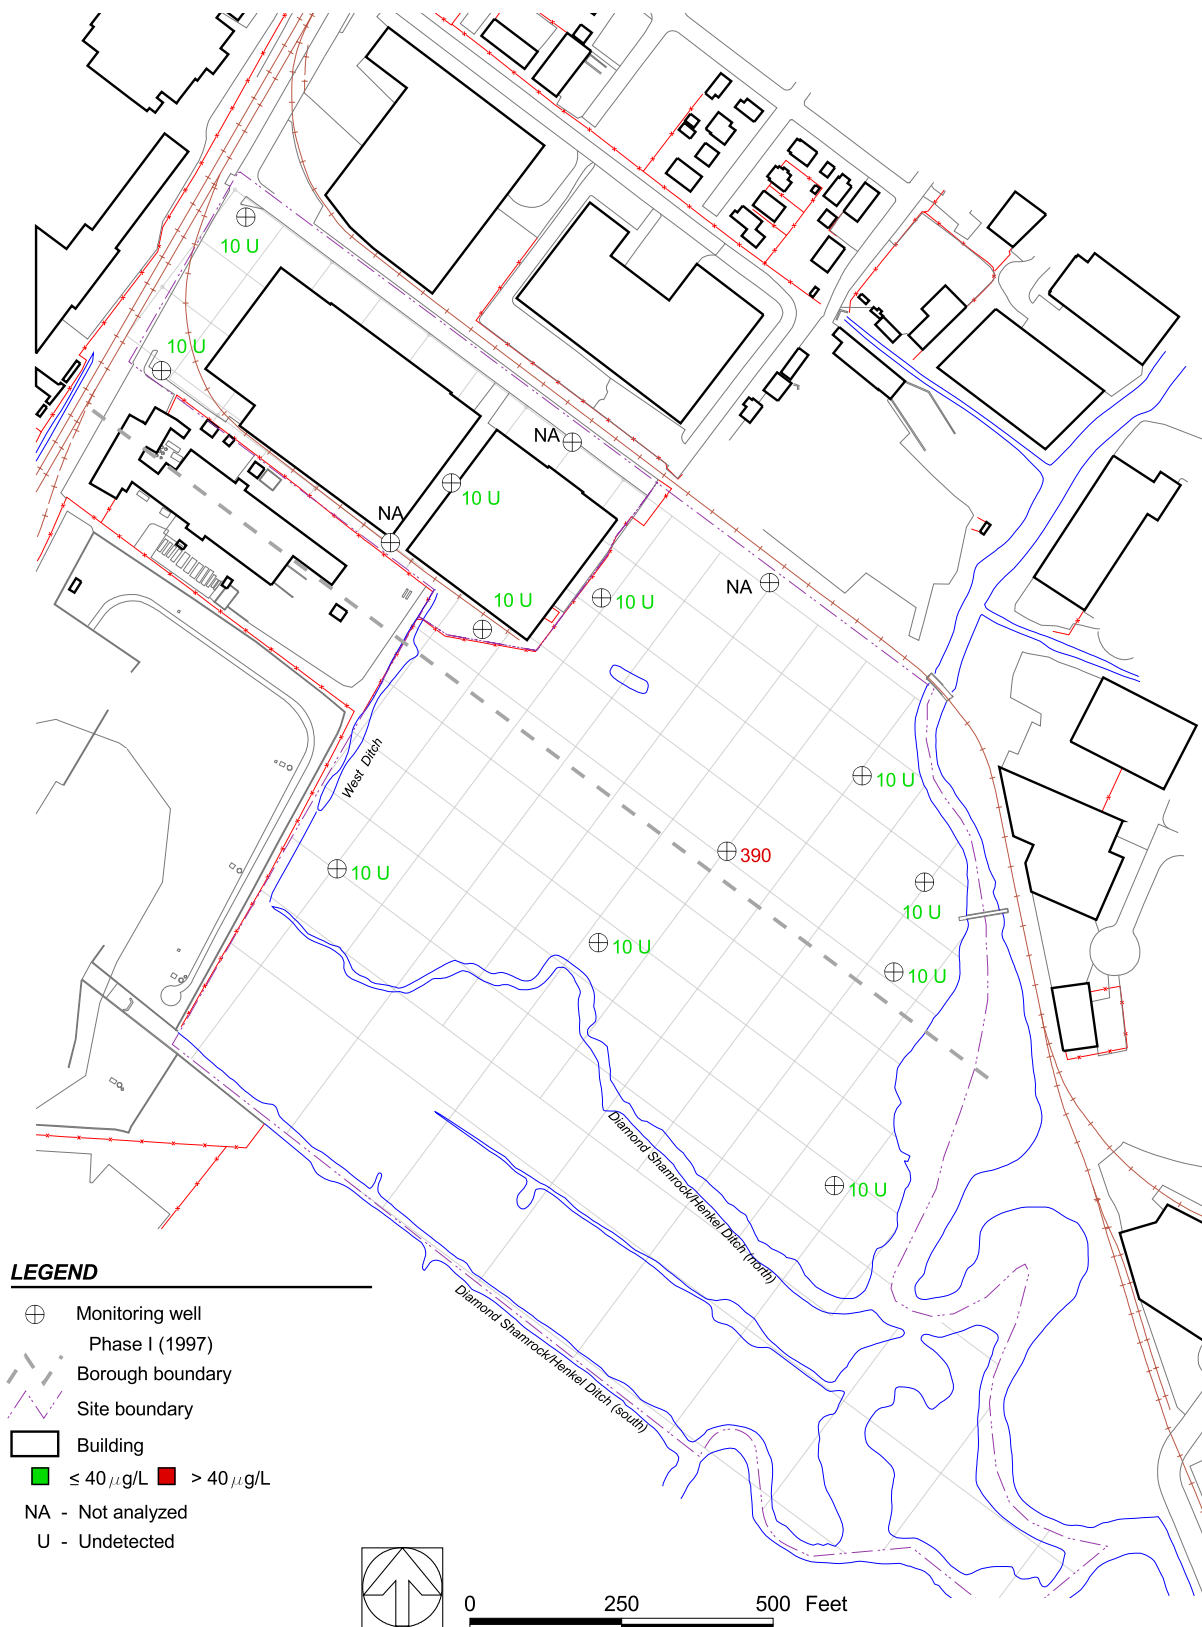 10 U
10 U
NA
10 U
NA
10 U
10 U
NA
West Ditch
10 U
390
10 U
10 U
10 U
10 U
Diamond Shamrock/Henkel Ditch (north)
10 U
Diamond Shamrock/Henkel Ditch (south)
LEGEND
Monitoring well
Phase I (1997)
Borough boundary
Site boundary
Building
≤ 40 µg/L > 40 µg/L
NA - Not analyzed
U - Undetected
0 250 500 Feet